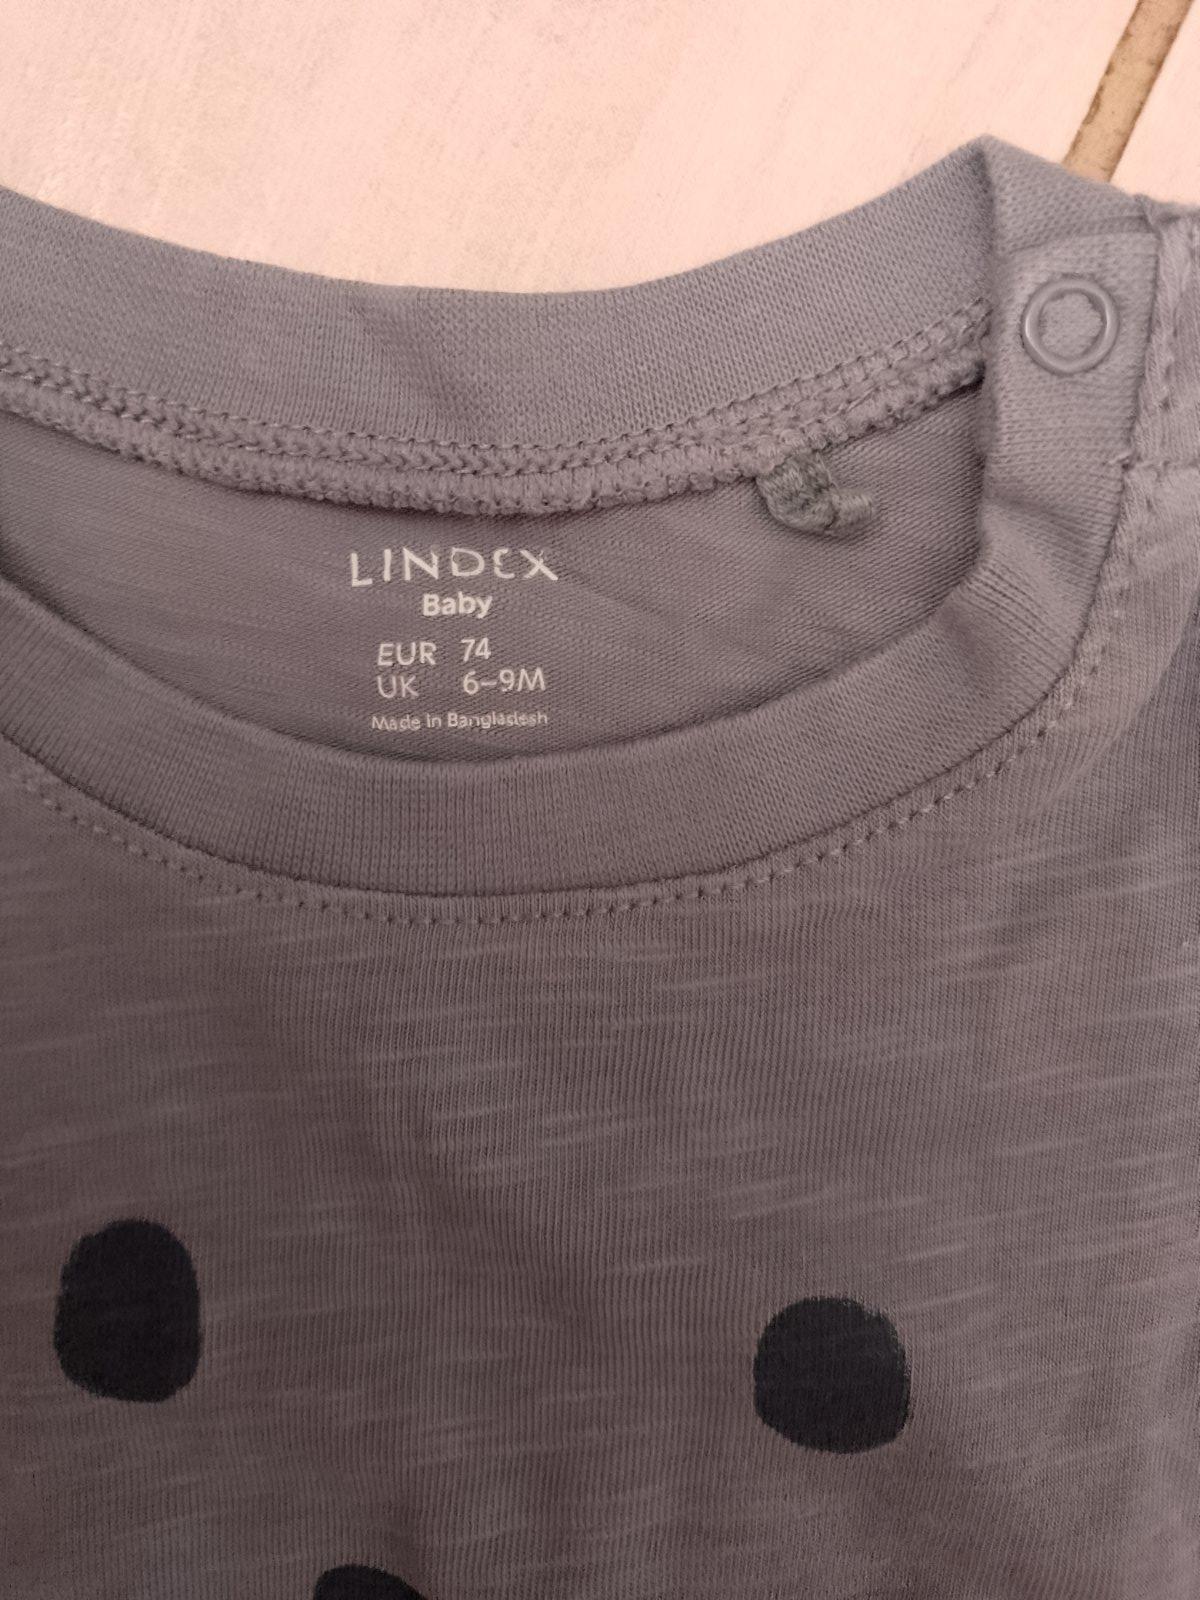 LINDEX
Baby
EUR 74
UK 6–9M
Made in Bangladesh